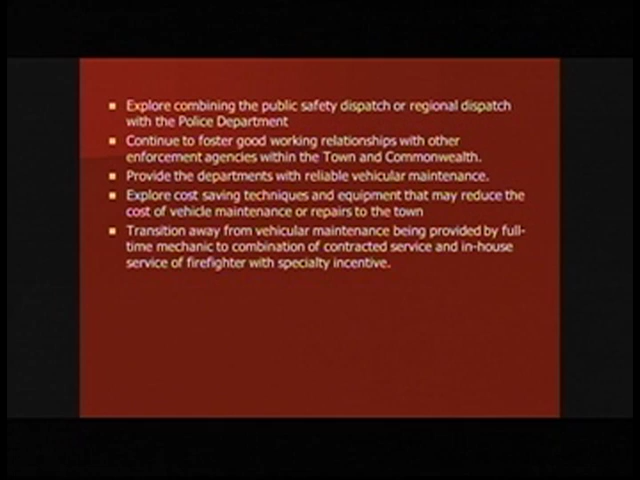 Explore combining the public safety dispatch or regional dispatch
with the Police Department
Continue to foster good working relationships with other
enforcement agencies within the Town and Commonwealth.
Provide the departments with reliable vehicular maintenance.
Explore cost saving techniques and equipment that may reduce the
cost of vehicle maintenance or repairs to the town
Transition away from vehicular maintenance being provided by full-
time mechanic to combination of contracted service and in-house
service of firefighter with specialty incentive.